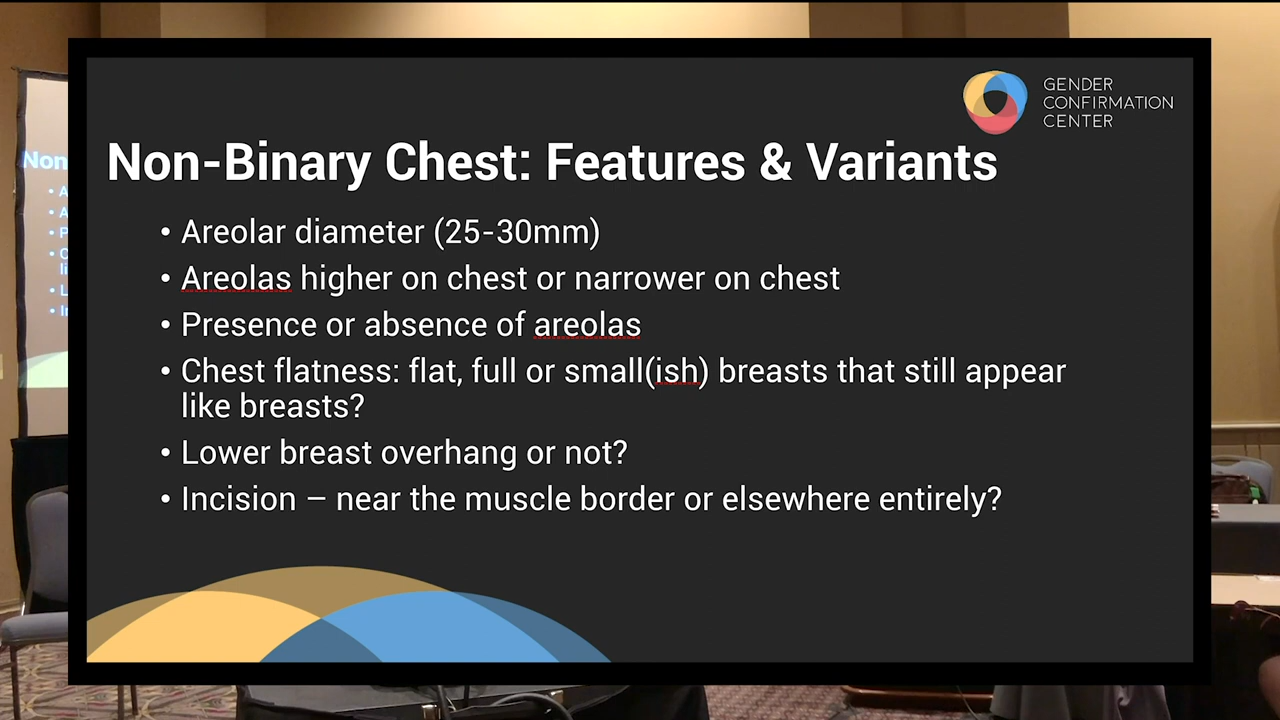 GENDER
CONFIRMATION
CENTER
Non-Binary Chest: Features & Variants
• Areolar diameter (25-30mm)
• Areolas higher on chest or narrower on chest
• Presence or absence of areolas
• Chest flatness: flat, full or small(ish) breasts that still appear
like breasts?
• Lower breast overhang or not?
• Incision – near the muscle border or elsewhere entirely?
Non